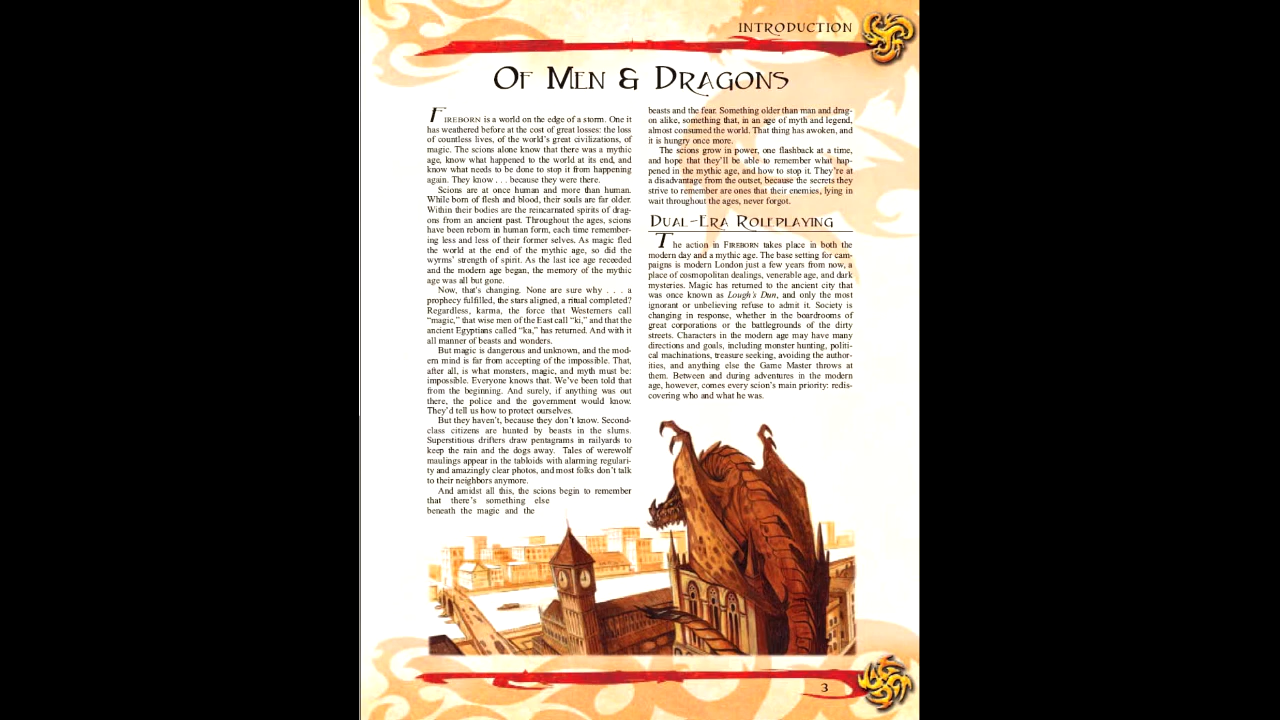 INTRODUCTION
OF MEN & DRAGONS
FIREBORN is a world on the edge of a storm. One it
has weathered before at the cost of great losses: the loss
of countless lives, of the world's great civilizations, of
magic. The scions alone know that there was a mythic
age, know what happened to the world at its end, and
know what needs to be done to stop it from happening
again. They know . . . because they were there.
Scions are at once human and more than human.
While born of flesh and blood, their souls are far older.
Within their bodies are the reincarnated spirits of drag-
ons from an ancient past. Throughout the ages, scions
have been reborn in human form, each time remember-
ing less and less of their former selves. As magic fled
the world at the end of the mythic age, so did the
wyrms' strength of spirit. As the last ice age receeded
and the modern age began, the memory of the mythic
age was all but gone.
Now, that's changing. None are sure why . . . a
prophecy fulfilled, the stars aligned, a ritual completed?
Regardless, karma, the force that Westerners call
“magic,” that wise men of the East call “ki,” and that the
ancient Egyptians called “ka,” has returned. And with it
all manner of beasts and wonders.
But magic is dangerous and unknown, and the mod-
ern mind is far from accepting of the impossible. That,
after all, is what monsters, magic, and myth must be:
impossible. Everyone knows that. We've been told that
from the beginning. And surely, if anything was out
there, the police and the government would know.
They'd tell us how to protect ourselves.
But they haven't, because they don't know. Second-
class citizens are hunted by beasts in the slums.
Superstitious drifters draw pentagrams in railyards to
keep the rain and the dogs away. Tales of werewolf
maulings appear in the tabloids with alarming regulari-
ty and amazingly clear photos, and most folks don't talk
to their neighbors anymore.
And amidst all this, the scions begin to remember
that there's something else
beneath the magic and the
beasts and the fear. Something older than man and drag-
on alike, something that, in an age of myth and legend,
almost consumed the world. That thing has awoken, and
it is hungry once more.
The scions grow in power, one flashback at a time,
and hope that they'll be able to remember what hap-
pened in the mythic age, and how to stop it. They're at
a disadvantage from the outset, because the secrets they
strive to remember are ones that their enemies, lying in
wait throughout the ages, never forgot.
DUAL-ERA ROLEPLAYING
The action in FIREBORN takes place in both the
modern day and a mythic age. The base setting for cam-
paigns is modern London just a few years from now, a
place of cosmopolitan dealings, venerable age, and dark
mysteries. Magic has returned to the ancient city that
was once known as Lough's Dun, and only the most
ignorant or unbelieving refuse to admit it. Society is
changing in response, whether in the boardrooms of
great corporations or the battlegrounds of the dirty
streets. Characters in the modern age may have many
directions and goals, including monster hunting, politi-
cal machinations, treasure seeking, avoiding the author-
ities, and anything else the Game Master throws at
them. Between and during adventures in the modern
age, however, comes every scion's main priority: redis-
covering who and what he was.
3